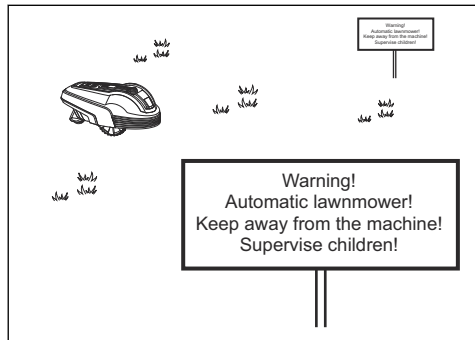 Warning!
Automatic lawnmower!
Keep away from the machine!
Supervise children!
Warning!
Automatic lawnmower!
Keep away from the machine!
Supervise children!